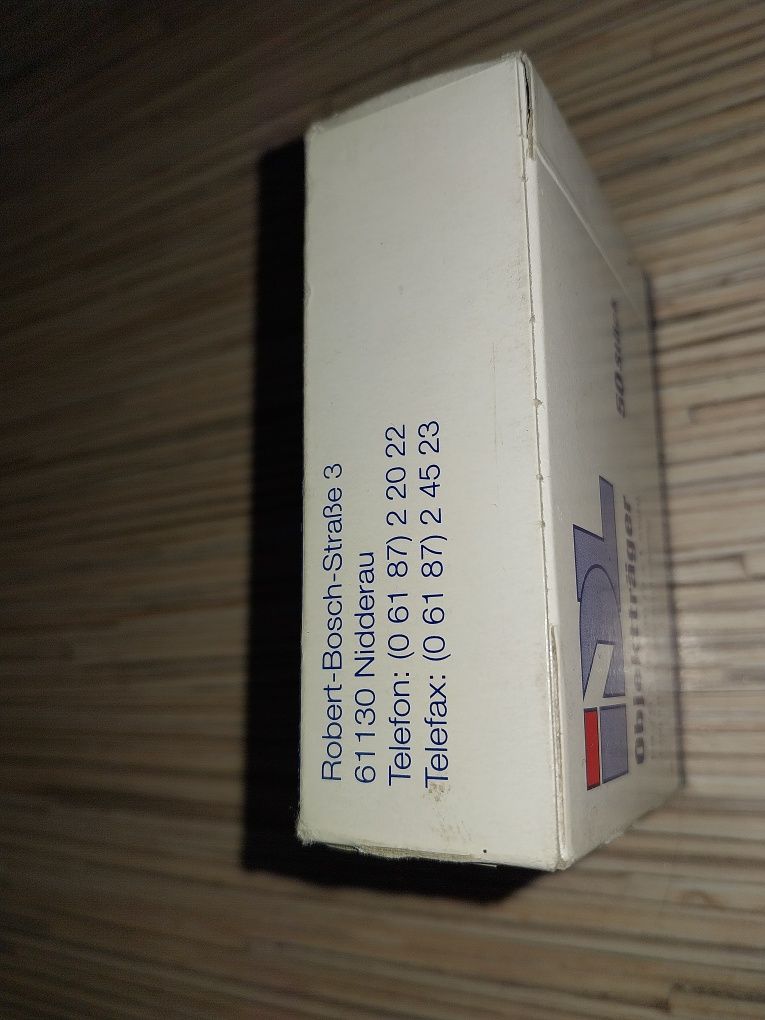 Robert-Bosch-Straße 3
61130 Nidderau
Telefon: (0 61 87) 2 20 22
Telefax: (0 61 87) 2 45 23
Objektträger
50 Stück